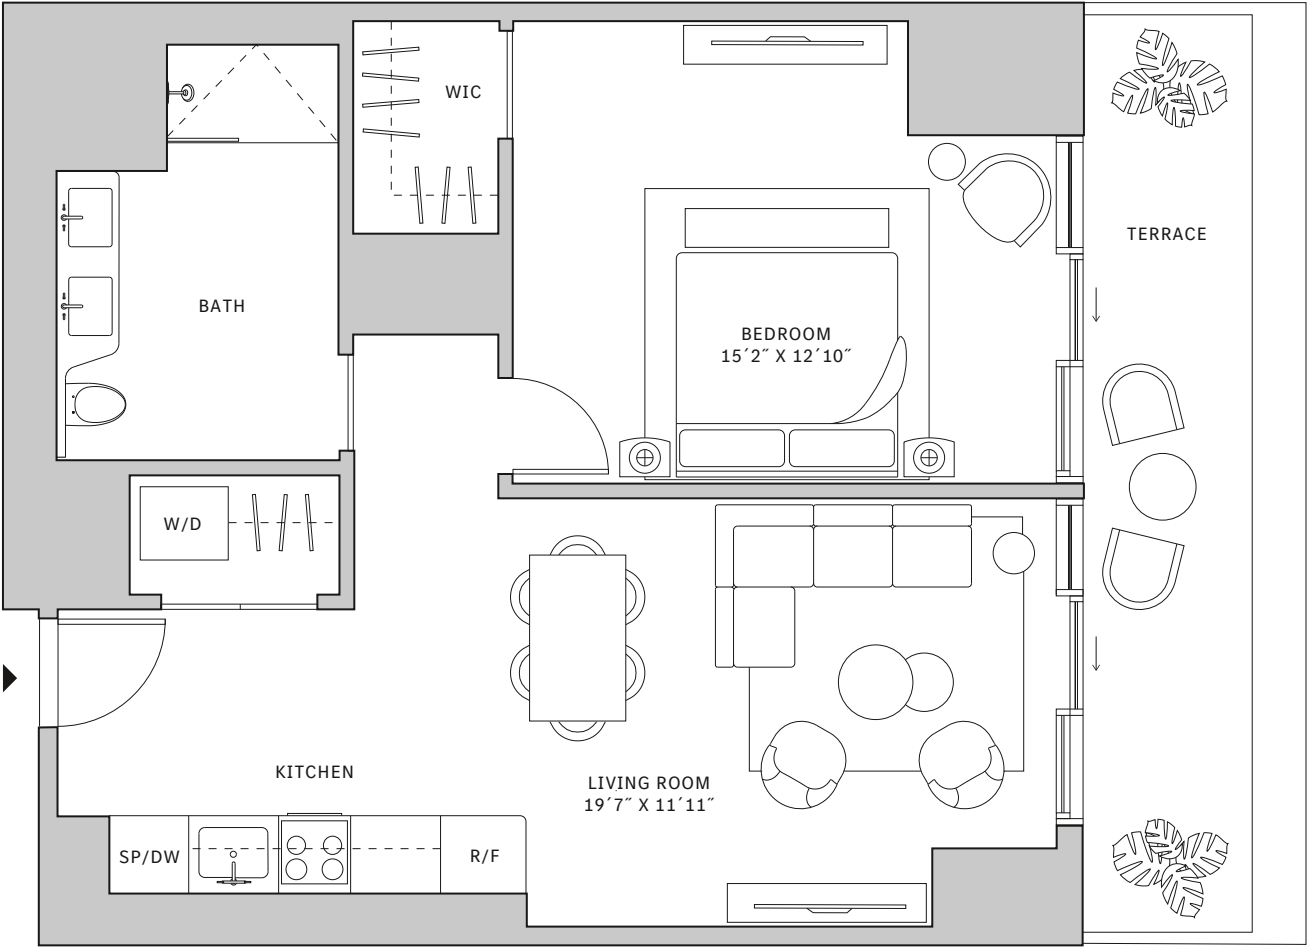 WIC
TERRACE
BATH
BEDROOM
15´2˝ X 12´10˝
W/D
KITCHEN
LIVING ROOM
19´7˝ X 11´11˝
SP/DW
R/F